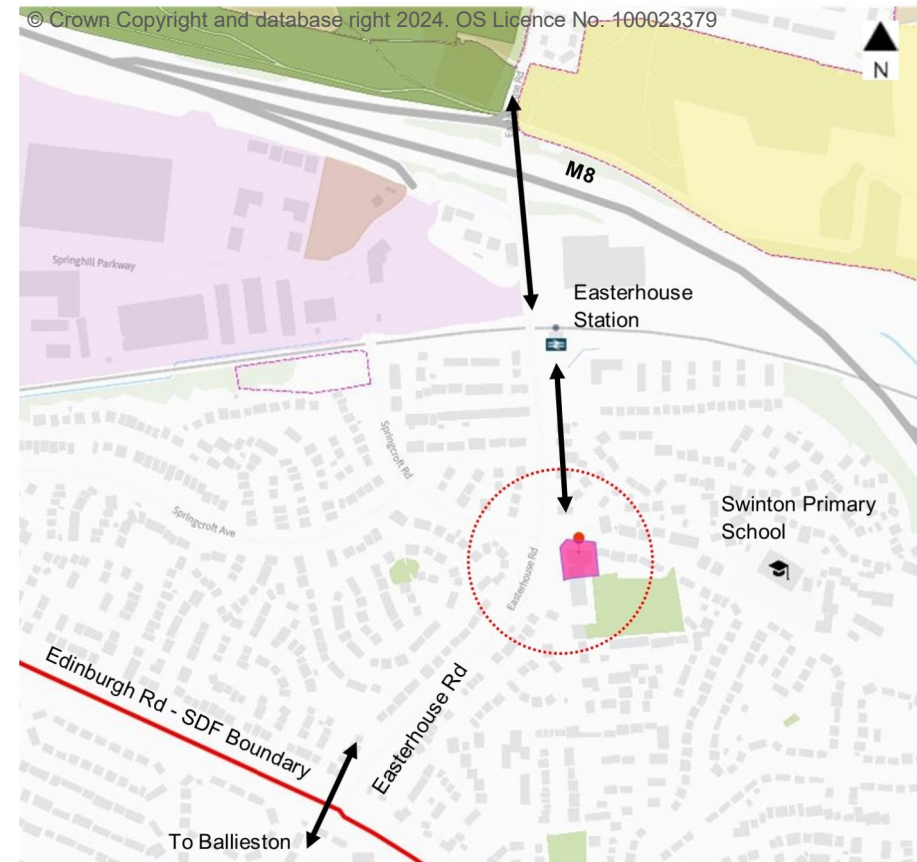 © Crown Copyright and database right 2024. OS Licence No. 100023379
N
M8
Springhill Parkway
Easterhouse
Station
Springcroft Rd
Springcroft Ave
Swinton Primary
School
Easterhouse Rd
Easterhouse Rd
Edinburgh Rd - SDF Boundary
To Ballieston